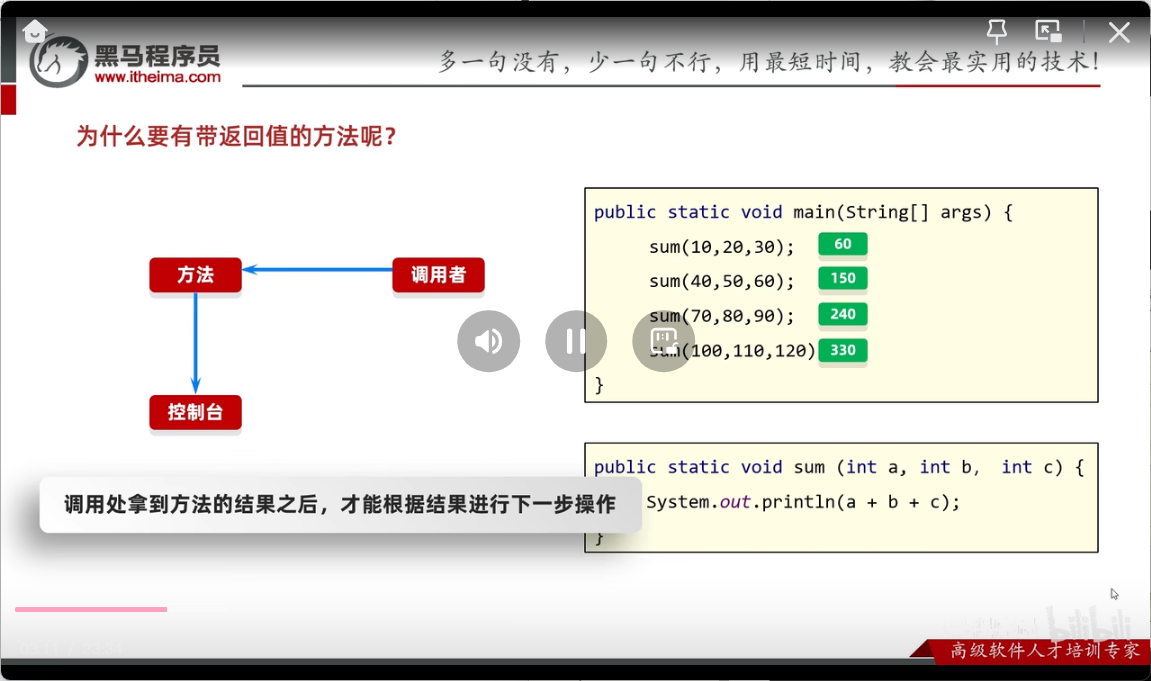 黑马程序员
www.itheima.com
多一句没有，少一句不行，用最短时间，教会最实用的技术！
为什么要有带返回值的方法呢？
方法
调用者
控制台
public static void main(String[] args) {
sum(10,20,30); 60
sum(40,50,60); 150
sum(70,80,90); 240
sum(100,110,120) 330
}
public static void sum (int a, int b, int c) {
System.out.println(a + b + c);
}
调用处拿到方法的结果之后，才能根据结果进行下一步操作
bilibili
高级软件人才培训专家